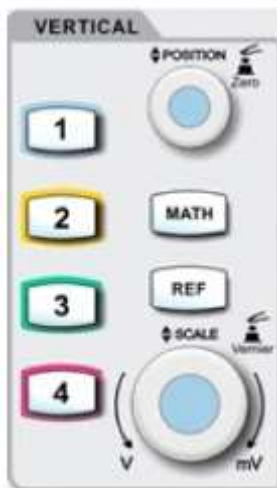 VERTICAL
POSITION
Zero
1
2
MATH
3
REF
SCALE
Vernier
4
V
mV